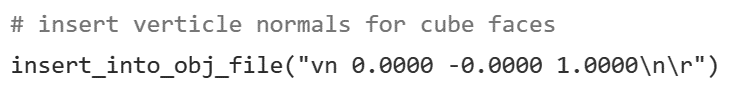 # insert verticle normals for cube faces
insert_into_obj_file("vn 0.0000 -0.0000 1.0000\n\r")